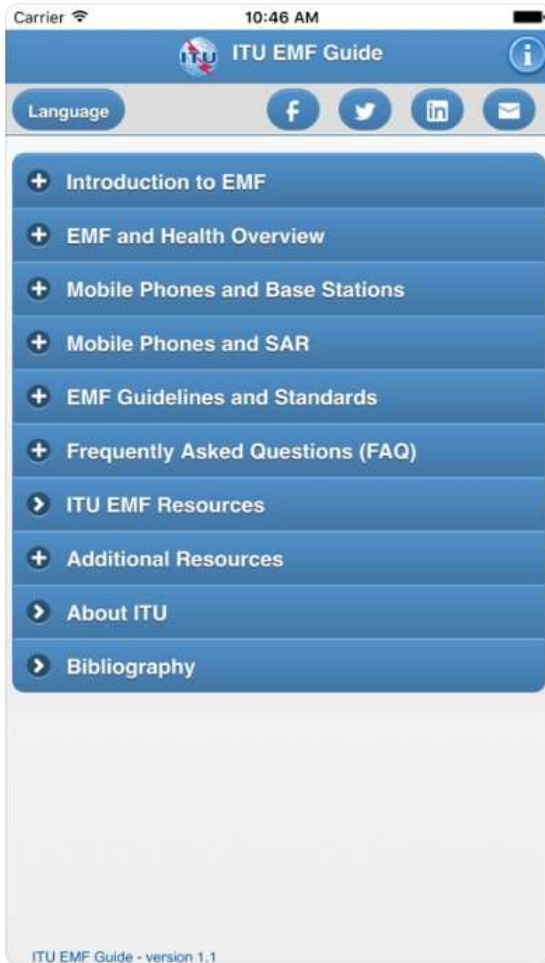 Carrier 10:46 AM
ITU ITU EMF Guide i
Language f in
Introduction to EMF
EMF and Health Overview
Mobile Phones and Base Stations
Mobile Phones and SAR
EMF Guidelines and Standards
Frequently Asked Questions (FAQ)
ITU EMF Resources
Additional Resources
About ITU
Bibliography
ITU EMF Guide - version 1.1